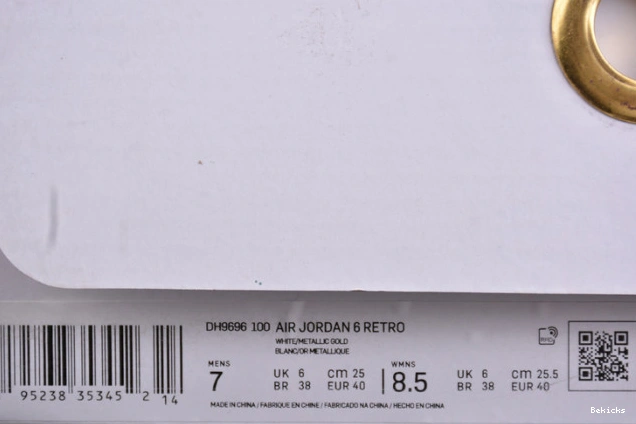 DH9696 100 AIR JORDAN 6 RETRO
WHITE/METALLIC GOLD
BLANC/OR METALLIQUE
MENS
7
UK 6 cm 25
BR 38 EUR 40
WMNS
8.5
UK 6 cm 25.5
BR 38 EUR 40
MADE IN CHINA / FABRIQUE EN CHINE / FABRICADO NA CHINA / HECHO EN CHINA
95238 35345 2 14
Bekicks